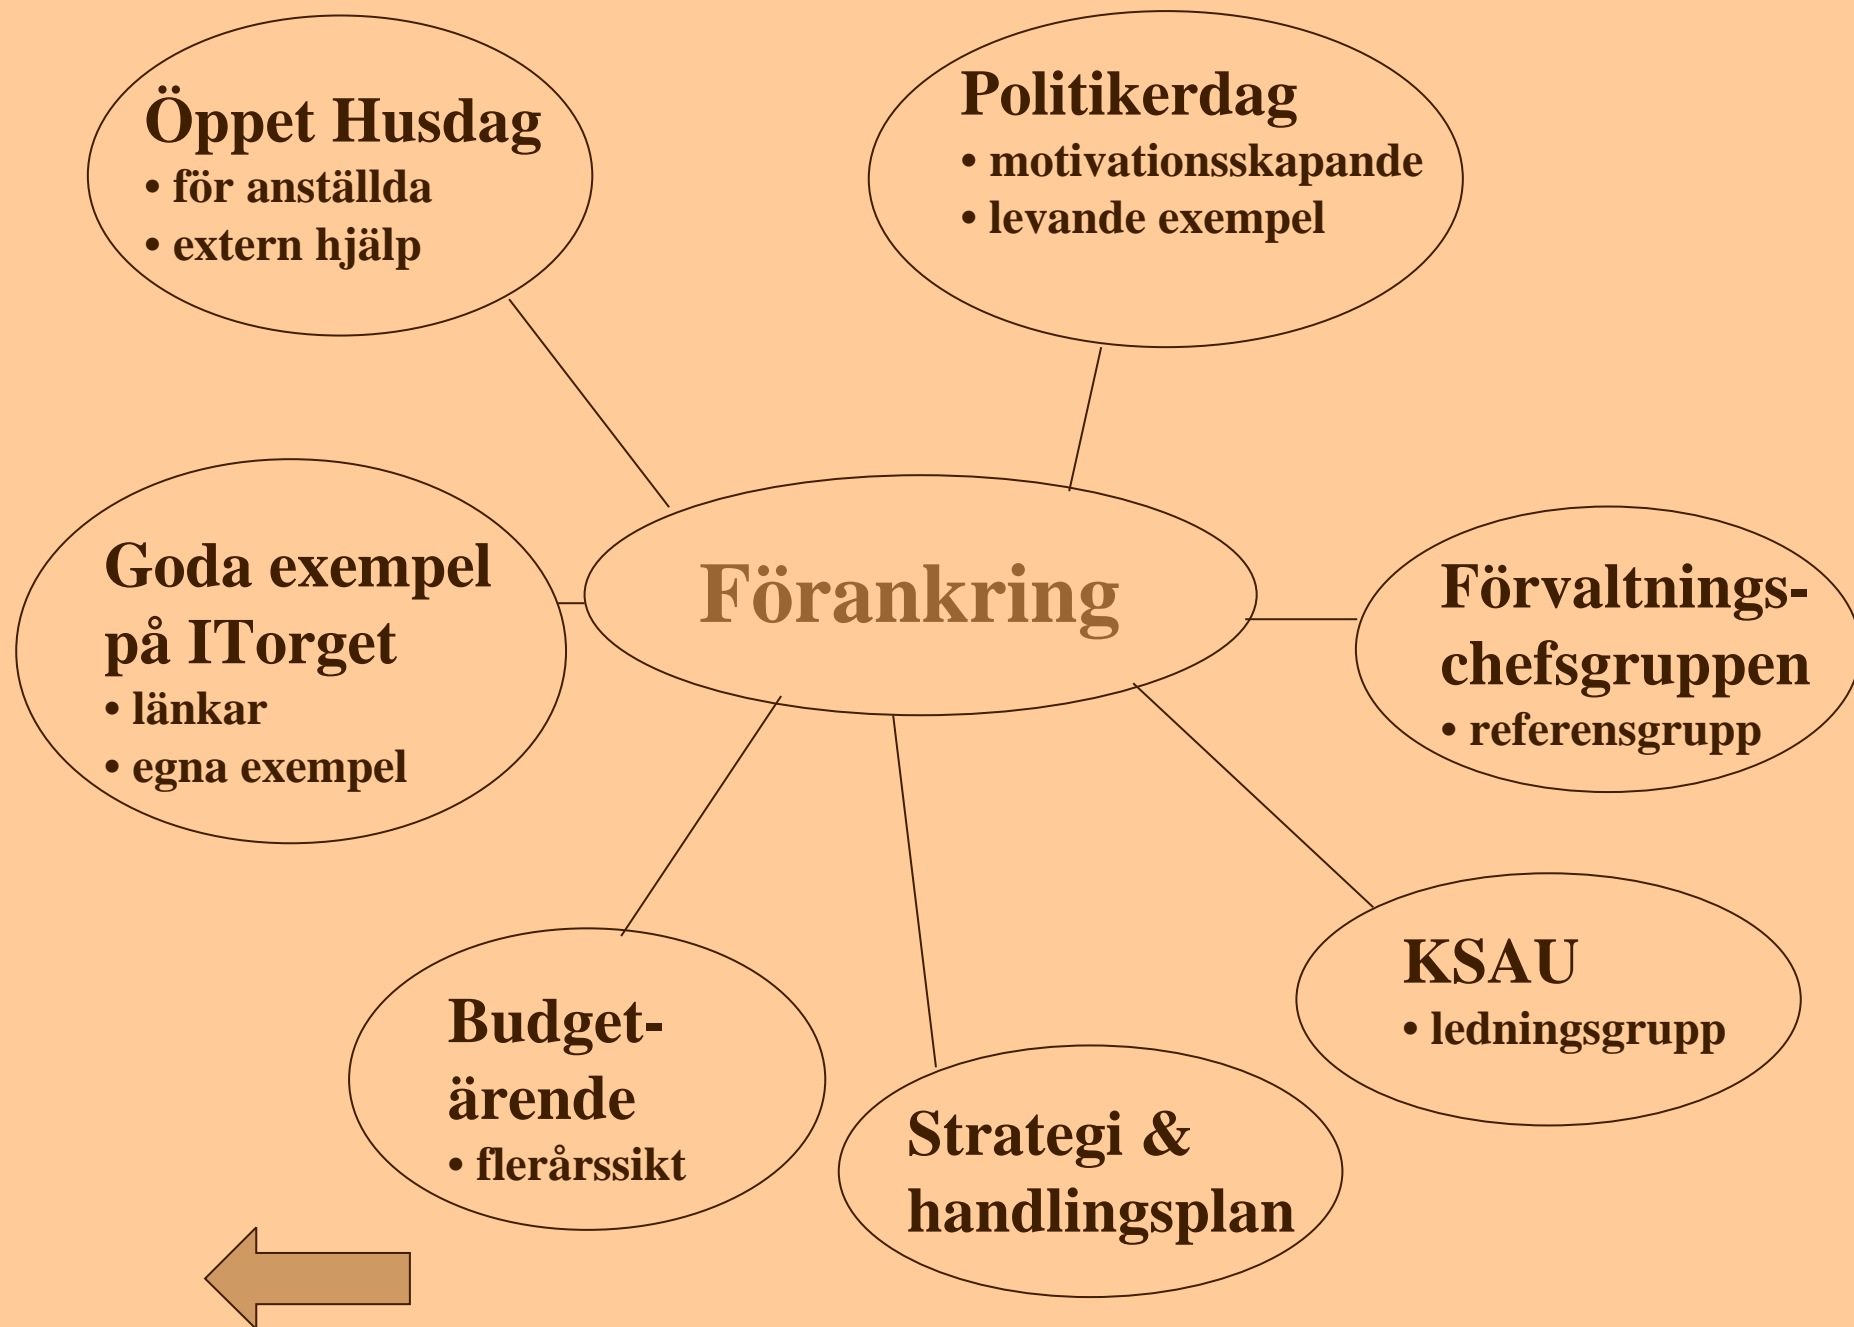 Öppet Husdag
• för anställda
• extern hjälp
Politikerdag
• motivationsskapande
• levande exempel
Goda exempel
på ITorget
• länkar
• egna exempel
Förankring
Förvaltnings-
chefsgruppen
• referensgrupp
KSAU
• ledningsgrupp
Budget-
ärende
• flerårssikt
Strategi &
handlingsplan